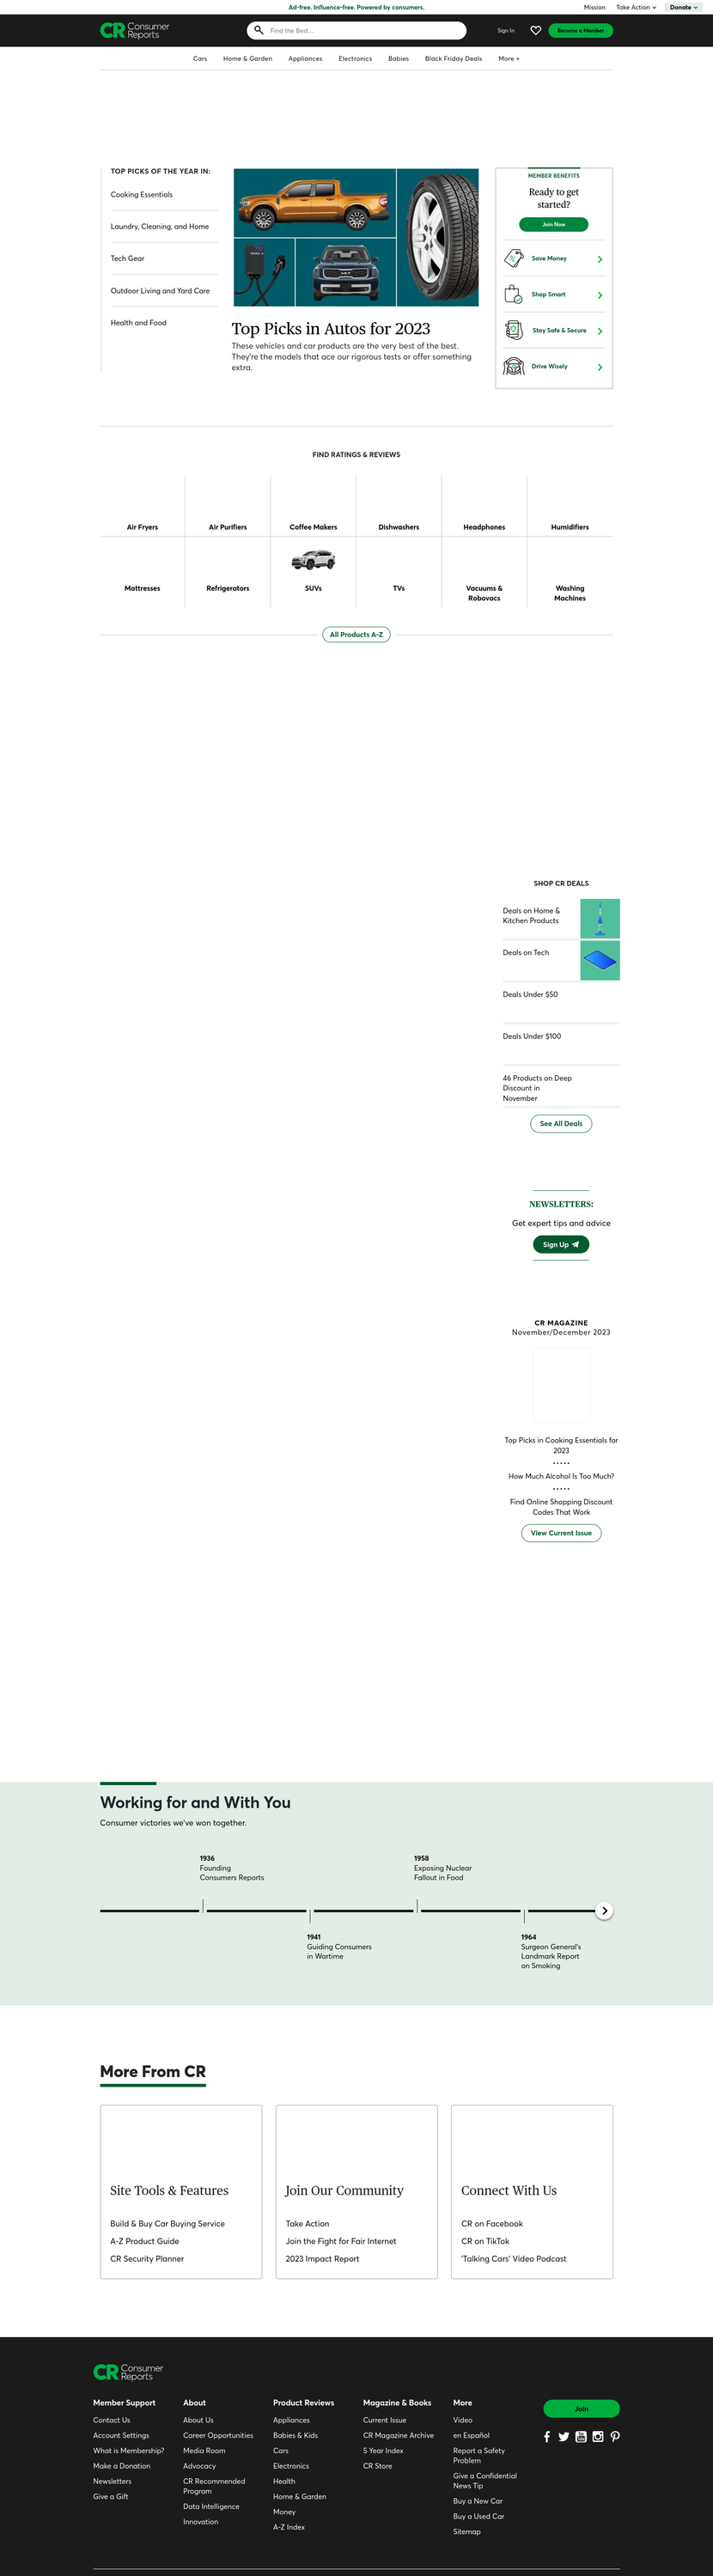 Ad-free. Influence-free. Powered by consumers.
Mission
Take Action
Donate
CR Consumer Reports
Find the Best...
Sign In
Become a Member
Cars
Home & Garden
Appliances
Electronics
Babies
Black Friday Deals
More +
TOP PICKS OF THE YEAR IN:
Cooking Essentials
Laundry, Cleaning, and Home
Tech Gear
Outdoor Living and Yard Care
Health and Food
Top Picks in Autos for 2023
These vehicles and car products are the very best of the best.
They're the models that ace our rigorous tests or offer something
extra.
MEMBER BENEFITS
Ready to get
started?
Join Now
Save Money
Shop Smart
Stay Safe & Secure
Drive Wisely
FIND RATINGS & REVIEWS
Air Fryers
Air Purifiers
Coffee Makers
Dishwashers
Headphones
Humidifiers
Mattresses
Refrigerators
SUVs
TVs
Vacuums &
Robovacs
Washing
Machines
All Products A-Z
SHOP CR DEALS
Deals on Home &
Kitchen Products
Deals on Tech
Deals Under $50
Deals Under $100
46 Products on Deep
Discount in
November
See All Deals
NEWSLETTERS:
Get expert tips and advice
Sign Up
CR MAGAZINE
November/December 2023
Top Picks in Cooking Essentials for
2023
How Much Alcohol Is Too Much?
Find Online Shopping Discount
Codes That Work
View Current Issue
Working for and With You
Consumer victories we've won together.
1936
Founding
Consumers Reports
1958
Exposing Nuclear
Fallout in Food
1941
Guiding Consumers
in Wartime
1964
Surgeon General's
Landmark Report
on Smoking
More From CR
Site Tools & Features
Build & Buy Car Buying Service
A-Z Product Guide
CR Security Planner
Join Our Community
Take Action
Join the Fight for Fair Internet
2023 Impact Report
Connect With Us
CR on Facebook
CR on TikTok
'Talking Cars' Video Podcast
CR Consumer Reports
Member Support
Contact Us
Account Settings
What is Membership?
Make a Donation
Newsletters
Give a Gift
About
About Us
Career Opportunities
Media Room
Advocacy
CR Recommended
Program
Data Intelligence
Innovation
Product Reviews
Appliances
Babies & Kids
Cars
Electronics
Health
Home & Garden
Money
A-Z Index
Magazine & Books
Current Issue
CR Magazine Archive
5 Year Index
CR Store
More
Video
en Español
Report a Safety
Problem
Give a Confidential
News Tip
Buy a New Car
Buy a Used Car
Sitemap
Join